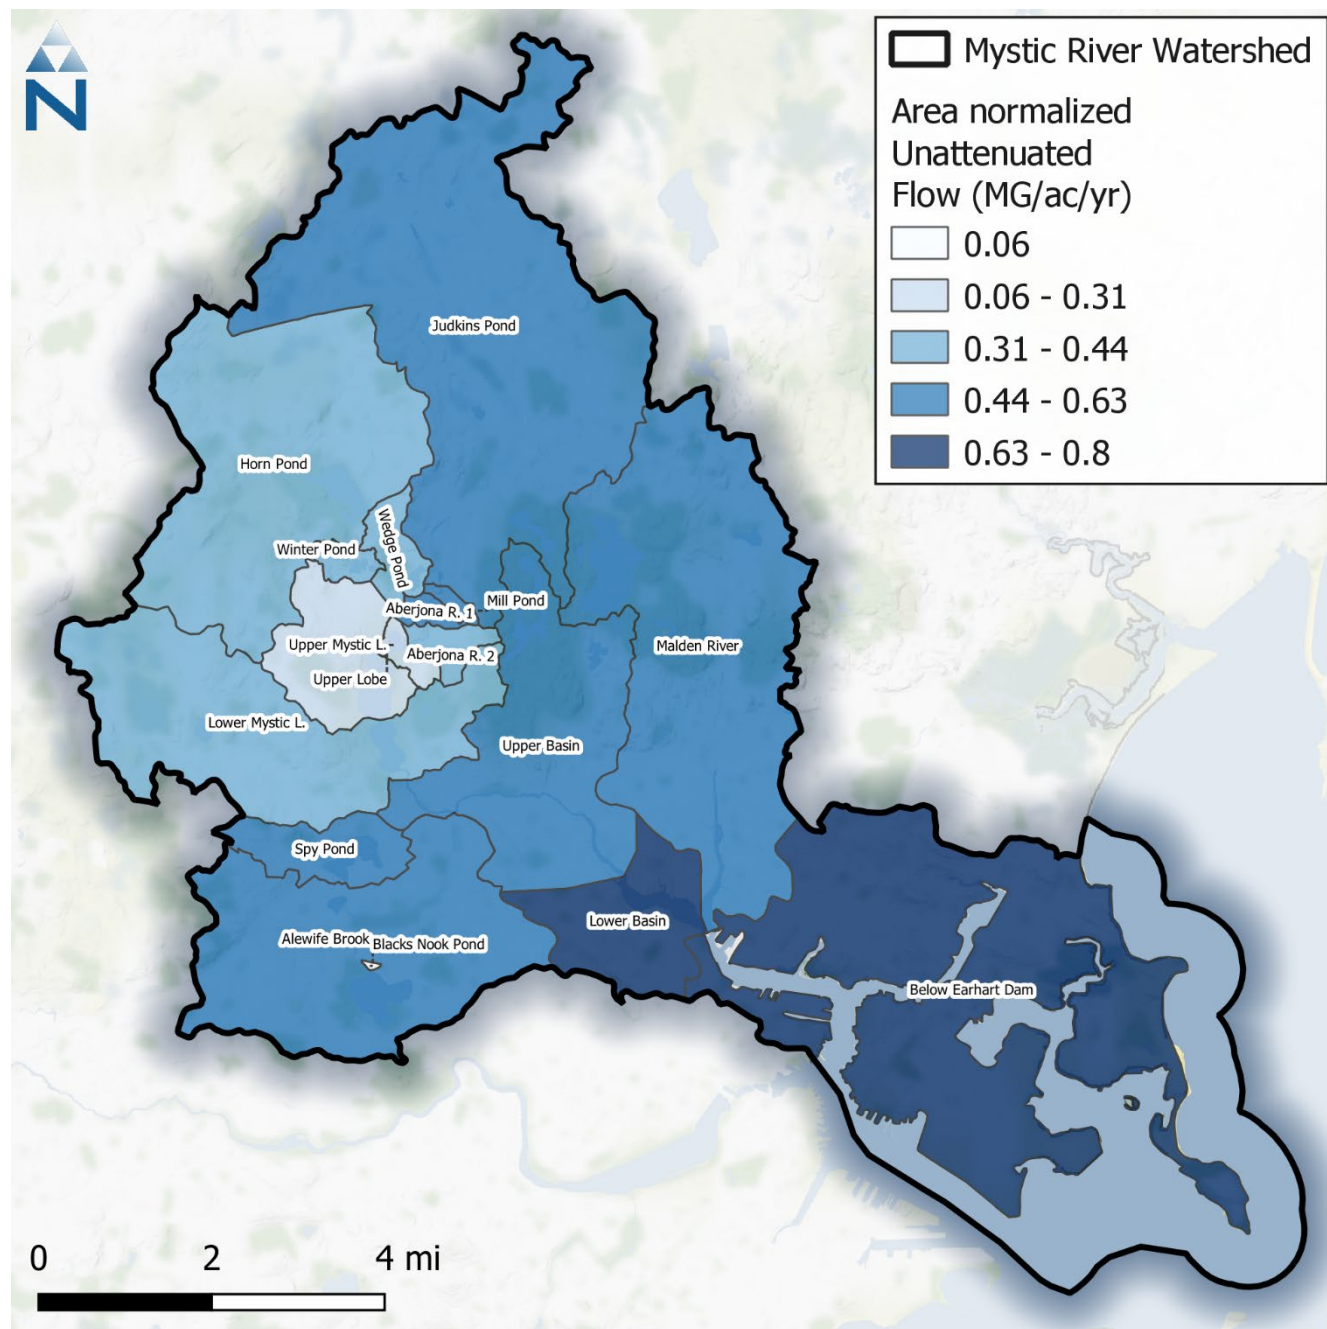 N
Mystic River Watershed
Area normalized
Unattenuated
Flow (MG/ac/yr)
0.06
0.06 - 0.31
0.31 - 0.44
0.44 - 0.63
0.63 - 0.8
Judkins Pond
Horn Pond
Wedge Pond
Winter Pond
Mill Pond
Aberjona R. 1
Upper Mystic L.
Aberjona R. 2
Malden River
Upper Lobe
Lower Mystic L.
Upper Basin
Spy Pond
Lower Basin
Alewife Brook
Blacks Nook Pond
Below Earhart Dam
0 2 4 mi